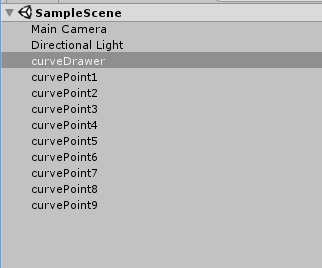 SampleScene
Main Camera
Directional Light
curveDrawer
curvePoint1
curvePoint2
curvePoint3
curvePoint4
curvePoint5
curvePoint6
curvePoint7
curvePoint8
curvePoint9